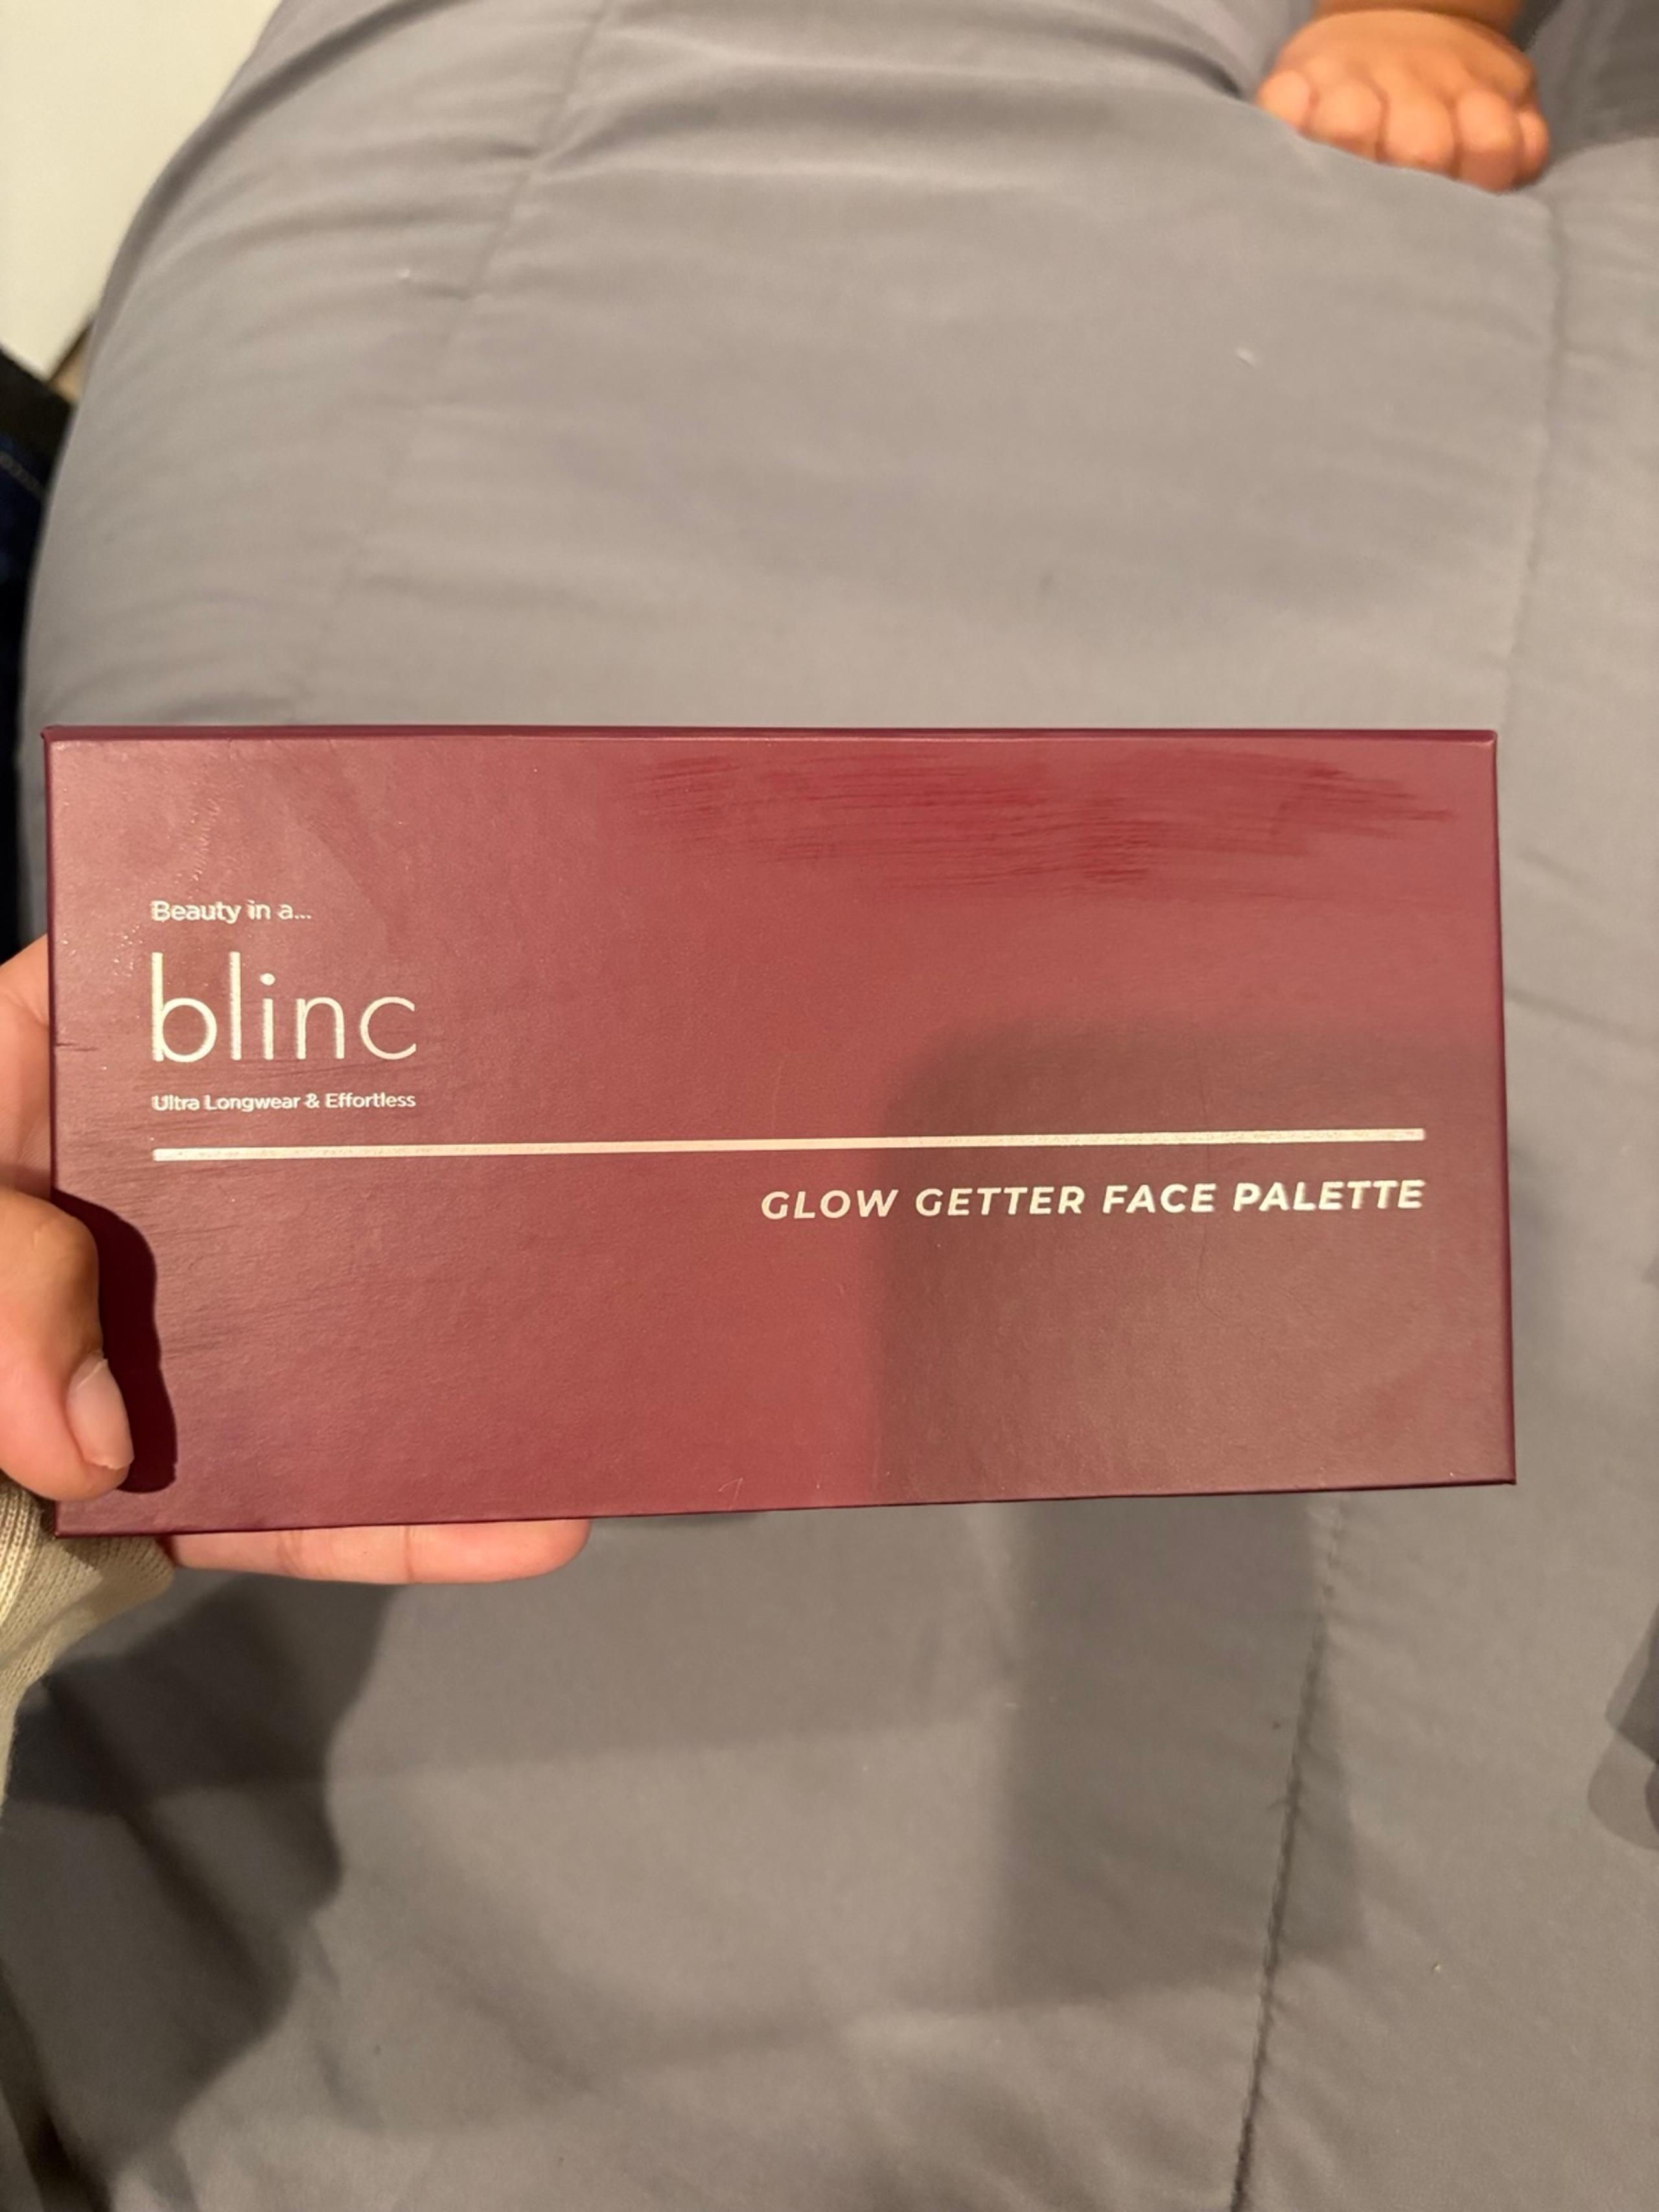 Beauty in a...
blinc
Ultra Longwear & Effortless
GLOW GETTER FACE PALETTE